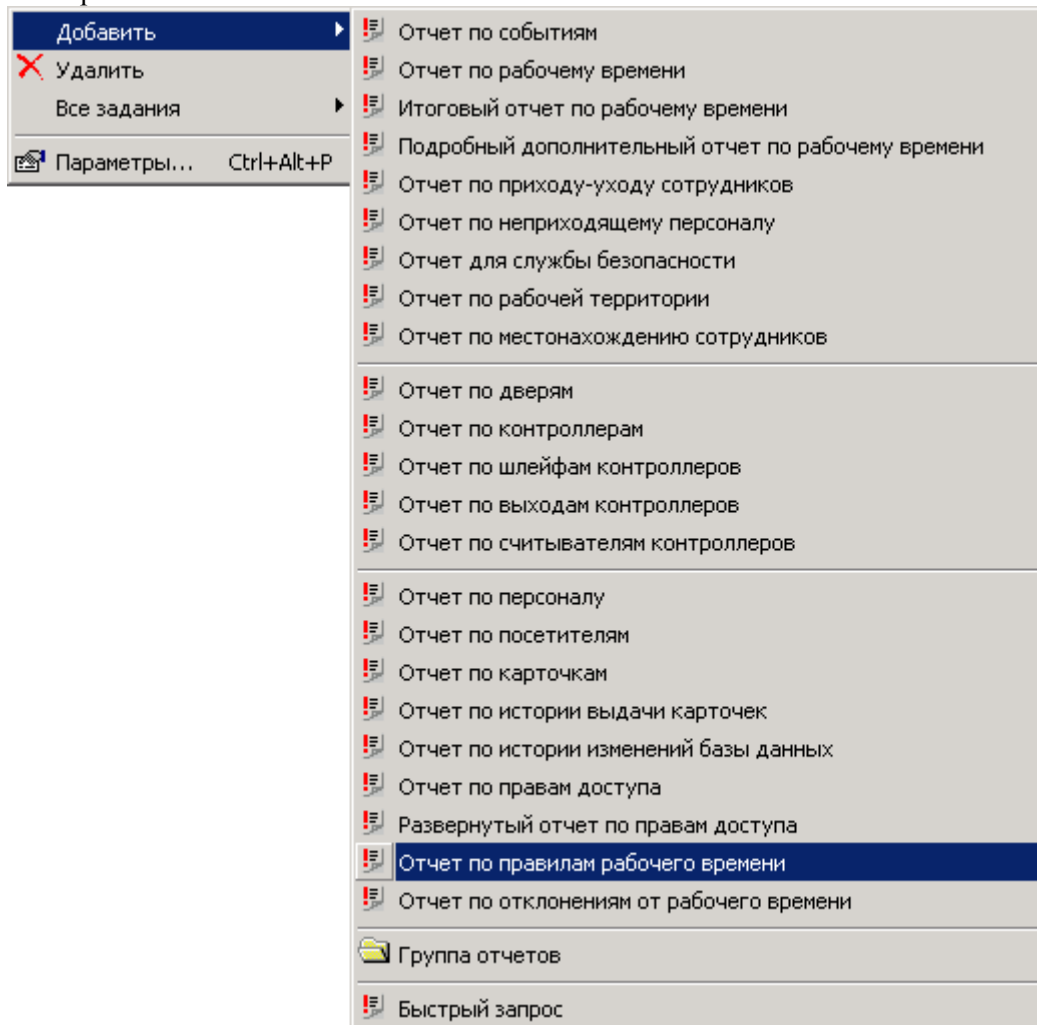 Добавить
Удалить
Все задания
Параметры... Ctrl+Alt+P
Отчет по событиям
Отчет по рабочему времени
Итоговый отчет по рабочему времени
Подробный дополнительный отчет по рабочему времени
Отчет по приходу-уходу сотрудников
Отчет по неприходящему персоналу
Отчет для службы безопасности
Отчет по рабочей территории
Отчет по местонахождению сотрудников
Отчет по дверям
Отчет по контроллерам
Отчет по шлейфам контроллеров
Отчет по выходам контроллеров
Отчет по считывателям контроллеров
Отчет по персоналу
Отчет по посетителям
Отчет по карточкам
Отчет по истории выдачи карточек
Отчет по истории изменений базы данных
Отчет по правам доступа
Развернутый отчет по правам доступа
Отчет по правилам рабочего времени
Отчет по отклонениям от рабочего времени
Группа отчетов
Быстрый запрос